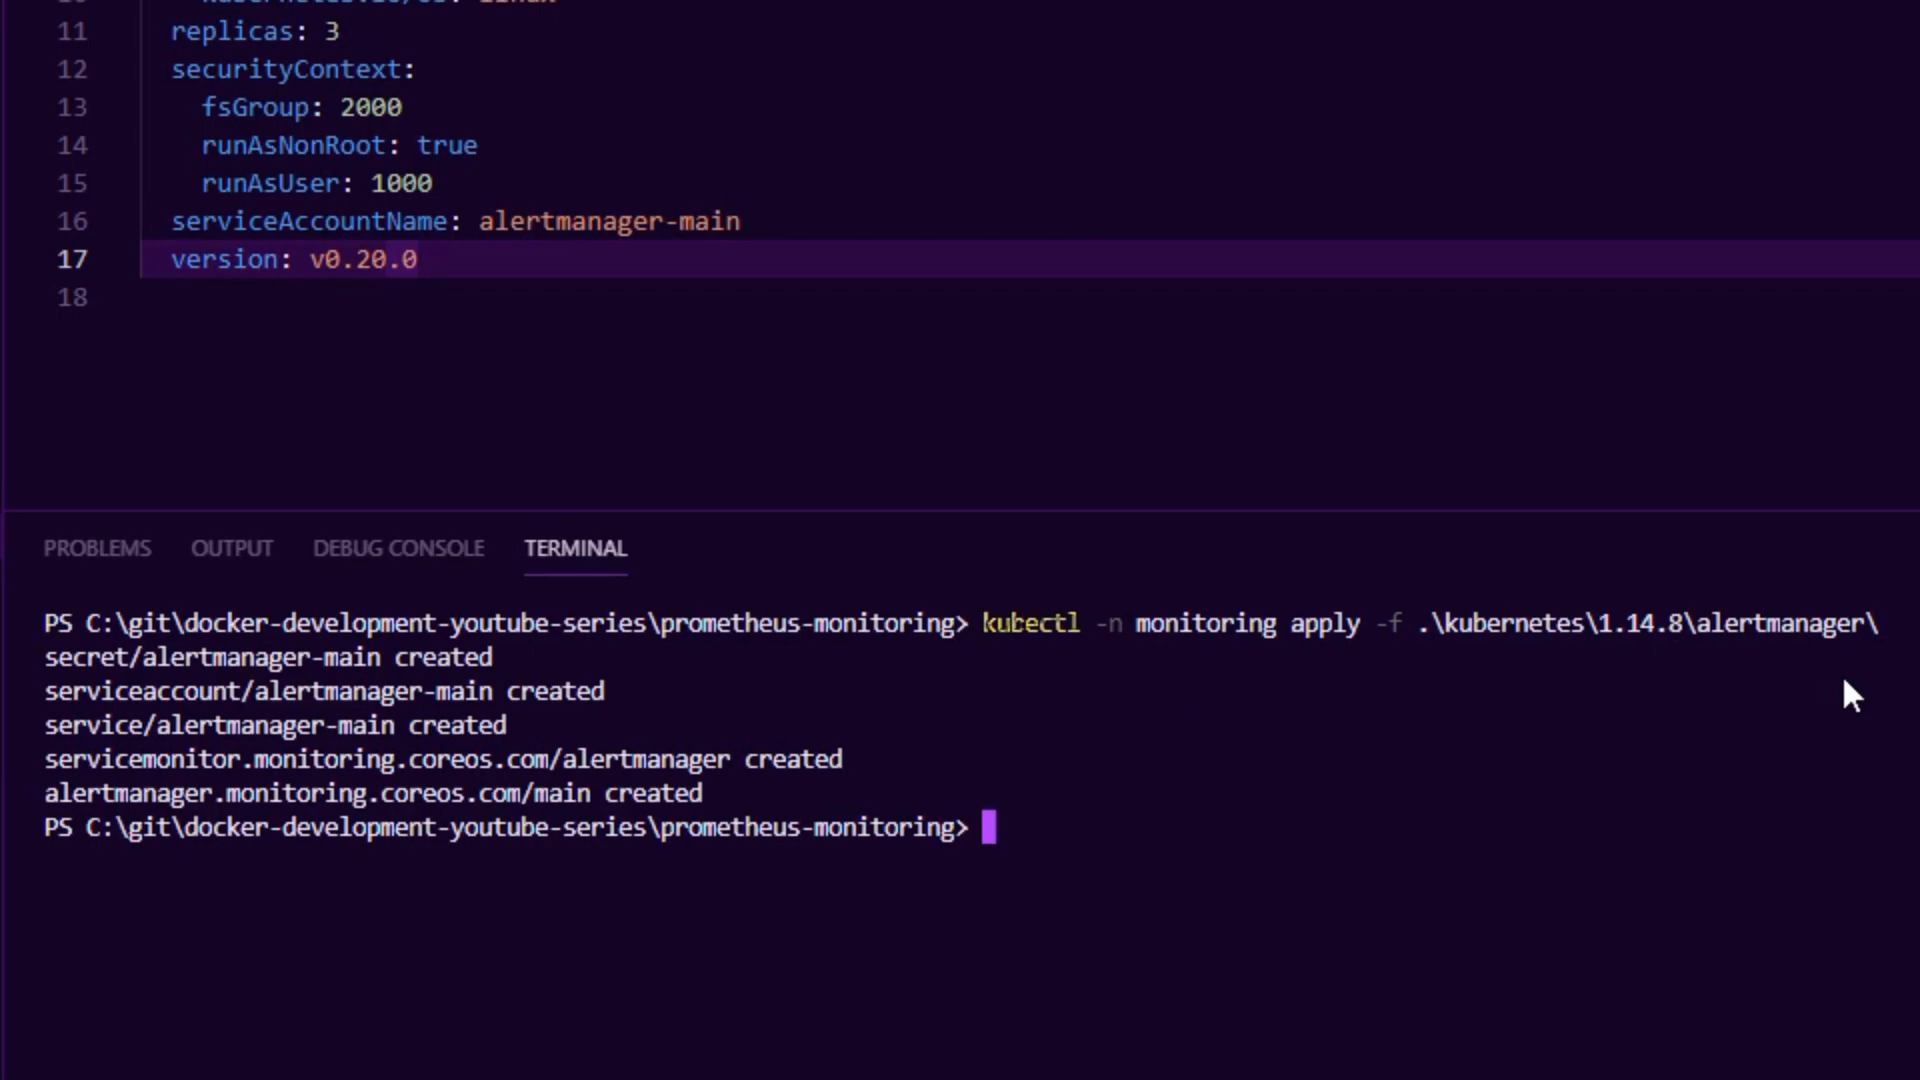 11 replicas: 3
12 securityContext:
13 fsGroup: 2000
14 runAsNonRoot: true
15 runAsUser: 1000
16 serviceAccountName: alertmanager-main
17 version: v0.20.0
18
PROBLEMS OUTPUT DEBUG CONSOLE TERMINAL
PS C:\git\docker-development-youtube-series\prometheus-monitoring> kubectl -n monitoring apply -f .\kubernetes\1.14.8\alertmanager\
secret/alertmanager-main created
serviceaccount/alertmanager-main created
service/alertmanager-main created
servicemonitor.monitoring.coreos.com/alertmanager created
alertmanager.monitoring.coreos.com/main created
PS C:\git\docker-development-youtube-series\prometheus-monitoring>